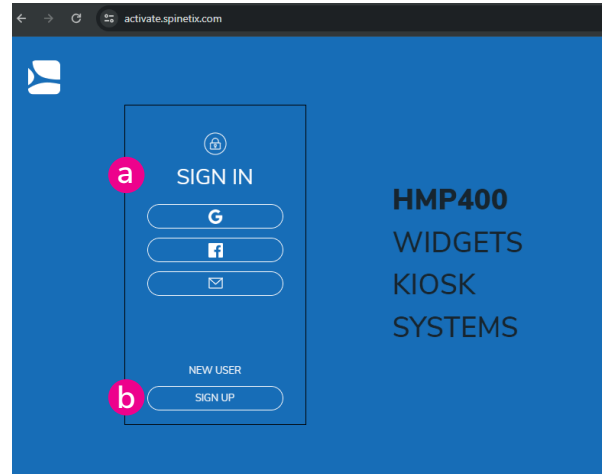 activate.spinetix.com
a
SIGN IN
G
f
NEW USER
b
SIGN UP
HMP400
WIDGETS
KIOSK
SYSTEMS